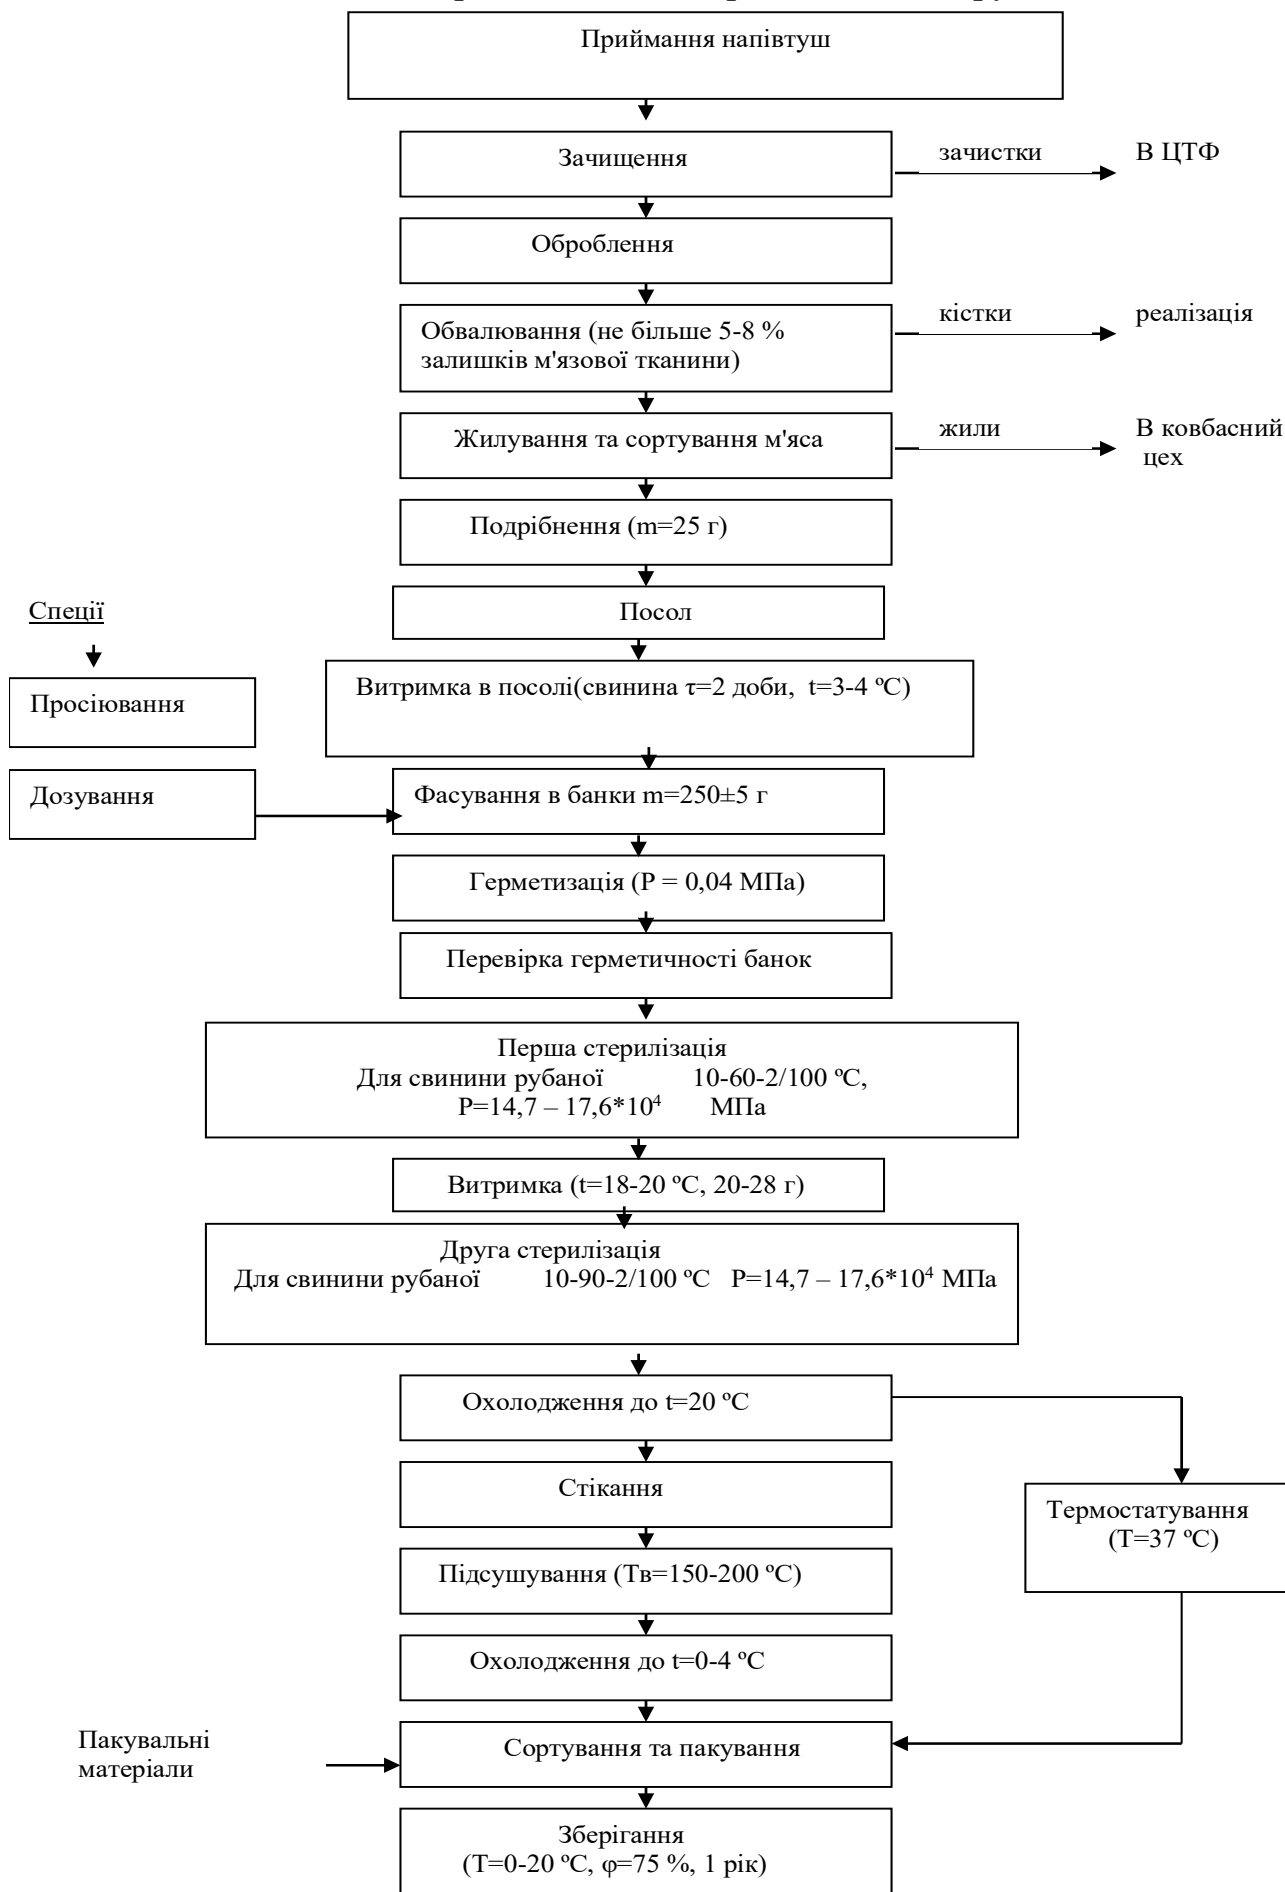 Приймання напівтуш
Зачищення
зачистки
В ЦТФ
Оброблення
Обвалювання (не більше 5-8 %
залишків м'язової тканини)
кістки
реалізація
Жилування та сортування м'яса
жили
В ковбасний
цех
Подрібнення (m=25 г)
Спеції
Посол
Просіювання
Витримка в посолі(свинина τ=2 доби, t=3-4 ºС)
Дозування
Фасування в банки m=250±5 г
Герметизація (Р = 0,04 МПа)
Перевірка герметичності банок
Перша стерилізація
Для свинини рубаної 10-60-2/100 ºС,
Р=14,7 – 17,6*10⁴ МПа
Витримка (t=18-20 ºС, 20-28 г)
Друга стерилізація
Для свинини рубаної 10-90-2/100 ºС Р=14,7 – 17,6*10⁴ МПа
Охолодження до t=20 ºС
Стікання
Термостатування
(Т=37 ºС)
Підсушування (Тв=150-200 ºС)
Охолодження до t=0-4 ºС
Пакувальні
матеріали
Сортування та пакування
Зберігання
(Т=0-20 ºС, φ=75 %, 1 рік)